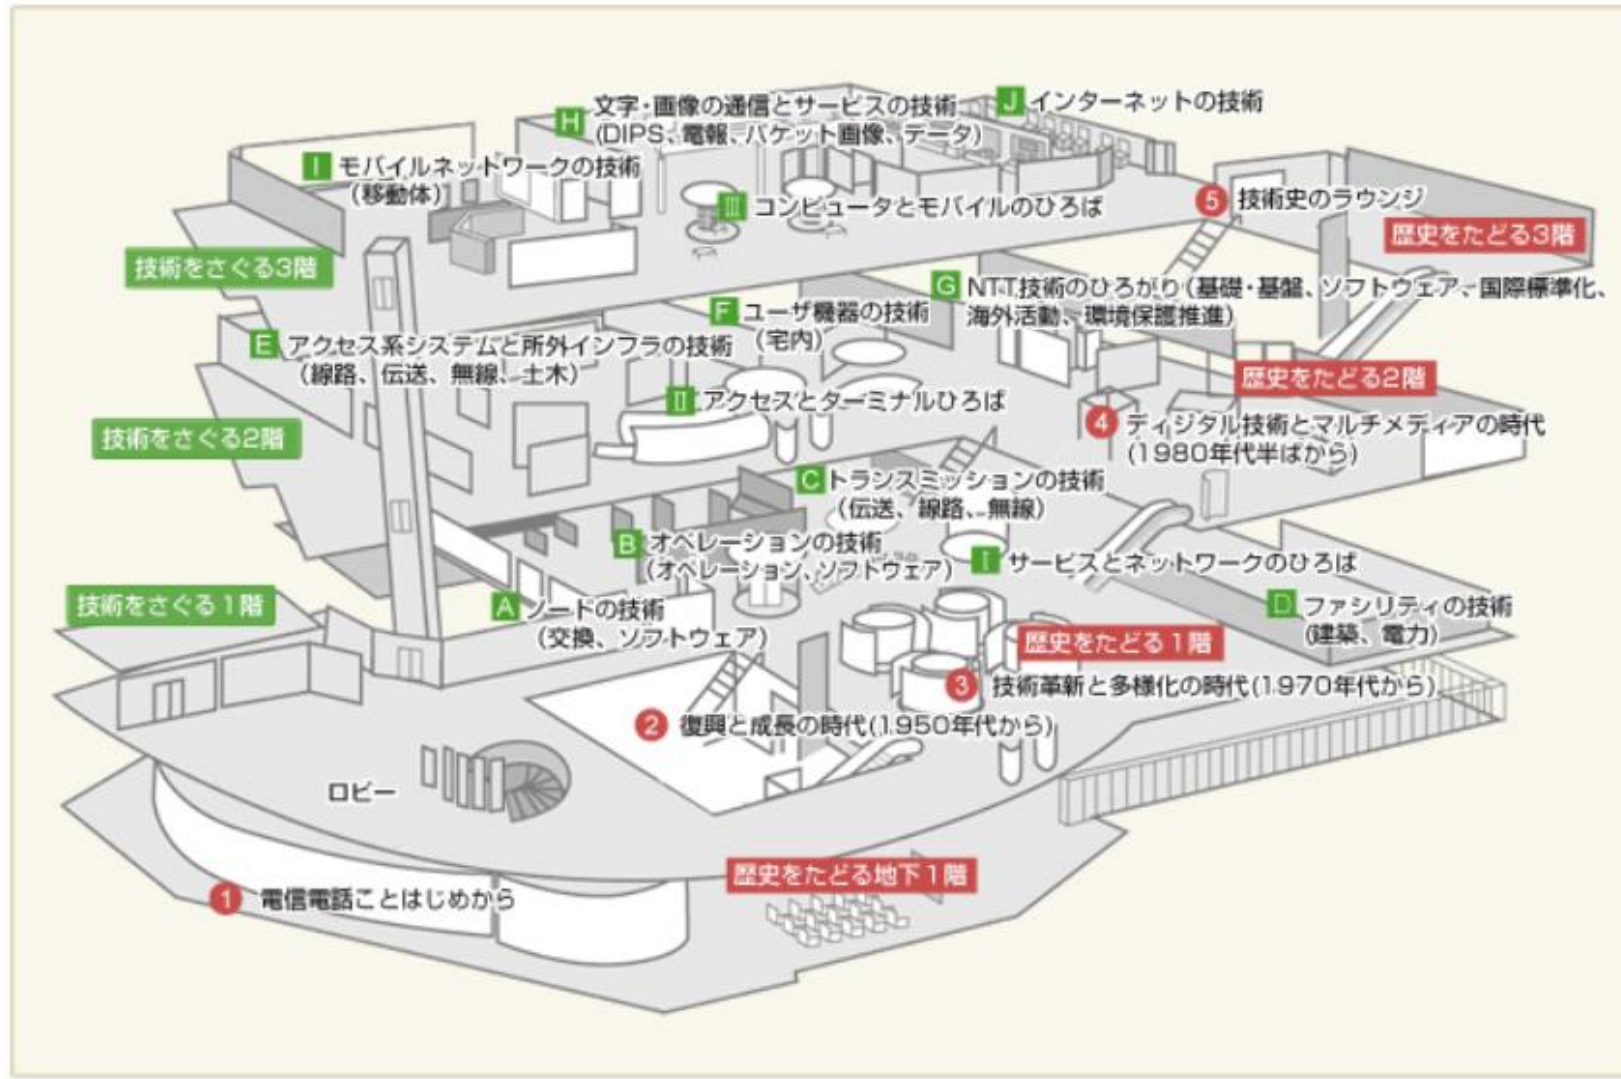 H 文字・画像の通信とサービスの技術
(DIPS、電報、パケット画像、データ)
J インターネットの技術
I モバイルネットワークの技術
(移動体)
III コンピュータとモバイルのひろば
5 技術史のラウンジ
歴史をたどる3階
技術をさぐる3階
G NTT技術のひろがり(基礎・基盤、ソフトウェア、国際標準化、
海外活動、環境保護推進)
F ユーザ機器の技術
(宅内)
E アクセス系システムと所外インフラの技術
(線路、伝送、無線、土木)
歴史をたどる2階
II アクセスとターミナルひろば
4 ディジタル技術とマルチメディアの時代
(1980年代半ばから)
技術をさぐる2階
C トランスミッションの技術
(伝送、線路、無線)
B オペレーションの技術
(オペレーション、ソフトウェア)
I サービスとネットワークのひろば
技術をさぐる1階
A ノードの技術
(交換、ソフトウェア)
D ファシリティの技術
(建築、電力)
歴史をたどる1階
3 技術革新と多様化の時代(1970年代から)
2 復興と成長の時代(1950年代から)
ロビー
歴史をたどる地下1階
1 電信電話ことはじめから